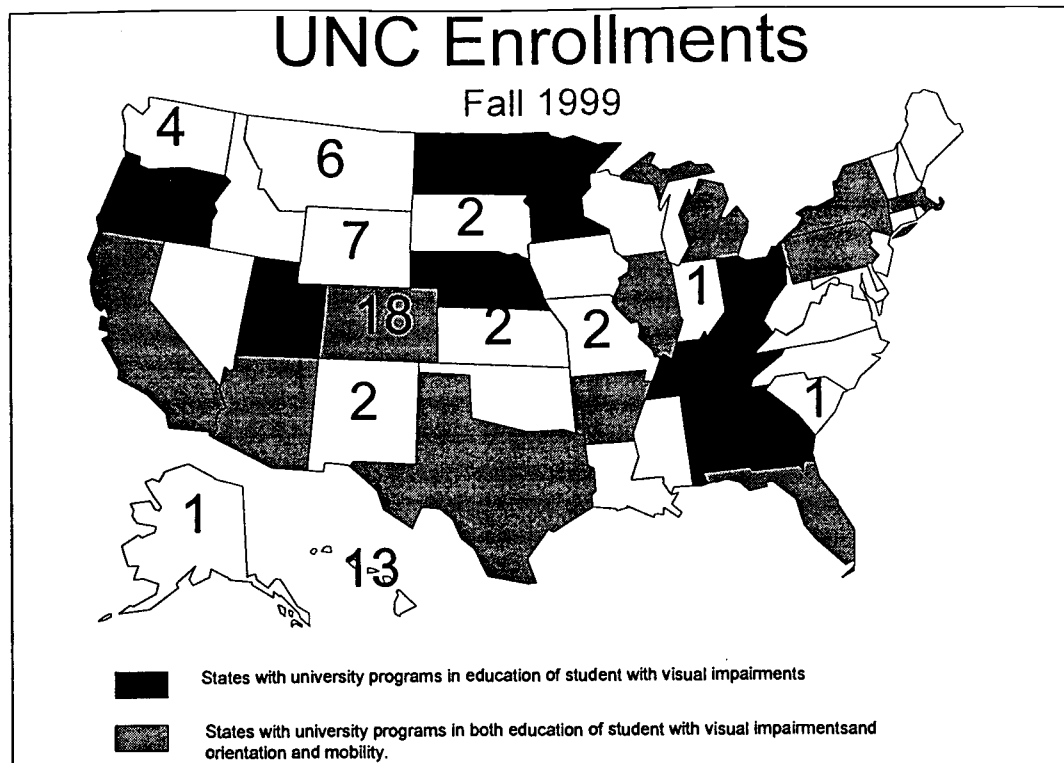 UNC Enrollments
Fall 1999
4
6
7
2
18
2
2
1
2
1
1
13
States with university programs in education of student with visual impairments
States with university programs in both education of student with visual impairmentsand
orientation and mobility.